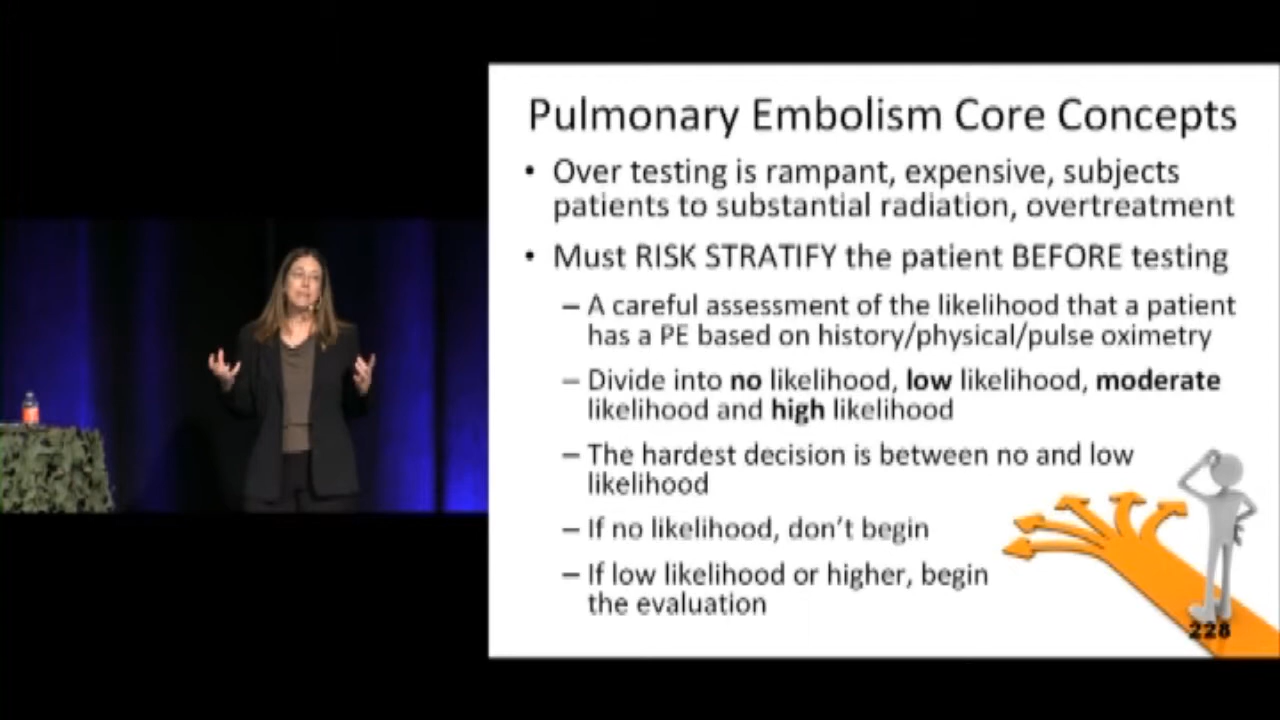 Pulmonary Embolism Core Concepts
• Over testing is rampant, expensive, subjects
patients to substantial radiation, overtreatment
• Must RISK STRATIFY the patient BEFORE testing
– A careful assessment of the likelihood that a patient
has a PE based on history/physical/pulse oximetry
– Divide into no likelihood, low likelihood, moderate
likelihood and high likelihood
– The hardest decision is between no and low
likelihood
– If no likelihood, don't begin
– If low likelihood or higher, begin
the evaluation
228